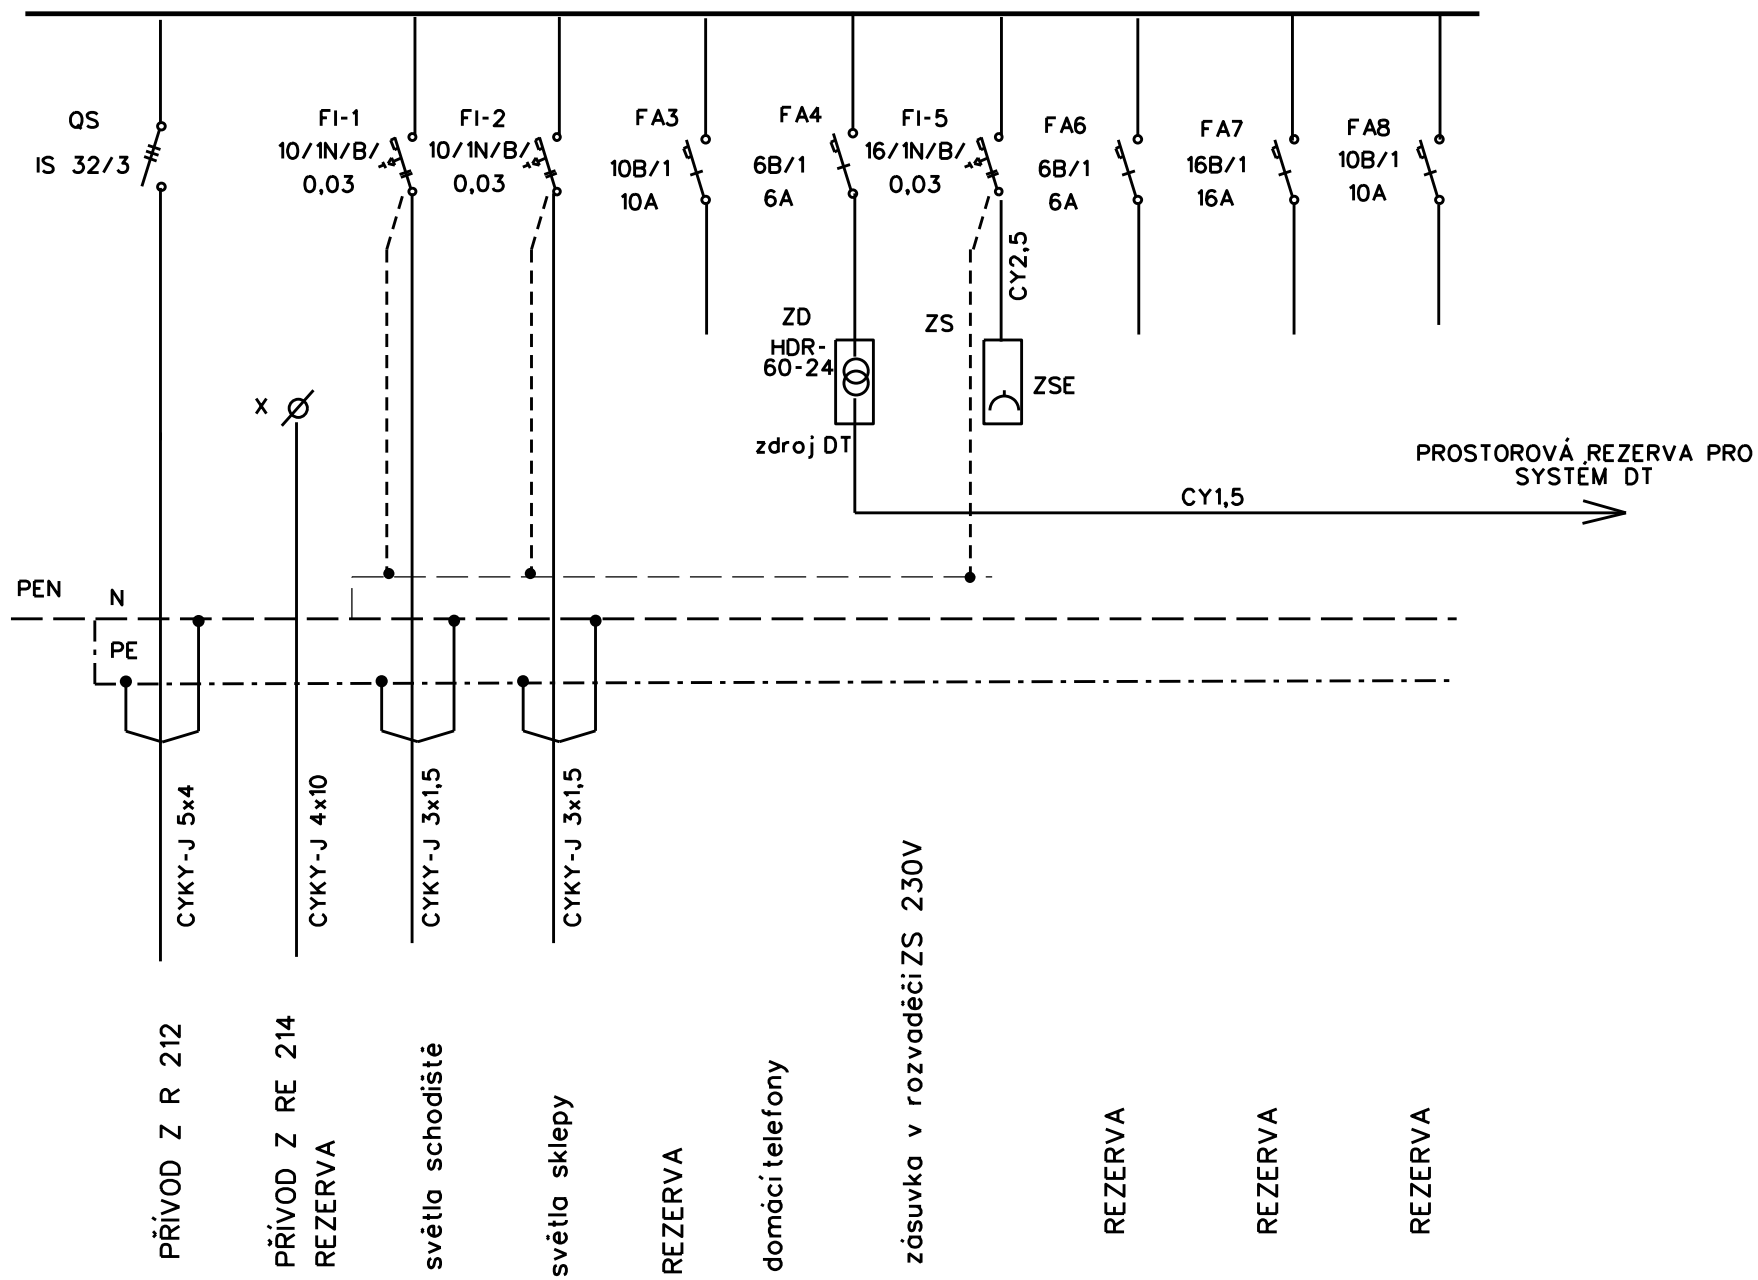 QS
IS 32/3
FI-1
10/1N/B/
0,03
FI-2
10/1N/B/
0,03
FA3
10B/1
10A
FA4
6B/1
6A
FI-5
16/1N/B/
0,03
FA6
6B/1
6A
FA7
16B/1
16A
FA8
10B/1
10A
CY2,5
ZD
HDR-
60-24
zdroj DT
ZS
ZSE
X
PROSTOROVÁ REZERVA PRO
SYSTÉM DT
CY1,5
PEN
N
PE
CYKY-J 5x4
CYKY-J 4x10
CYKY-J 3x1,5
CYKY-J 3x1,5
PŘÍVOD Z R 212
PŘÍVOD Z RE 214
REZERVA
světla schodiště
světla sklepy
REZERVA
domácí telefony
zásuvka v rozvaděči ZS 230V
REZERVA
REZERVA
REZERVA